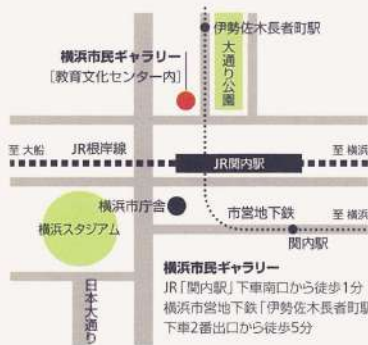 伊勢佐木長者町駅
横浜市民ギャラリー
[教育文化センター内]
大通り公園
至 大船
JR根岸線
JR関内駅
至 横浜
横浜市庁舎
市営地下鉄
至 横浜
横浜スタジアム
関内駅
日本大通り
横浜市民ギャラリー
JR「関内駅」下車南口から徒歩1分
横浜市営地下鉄「伊勢佐木長者町駅
下車2番出口から徒歩5分